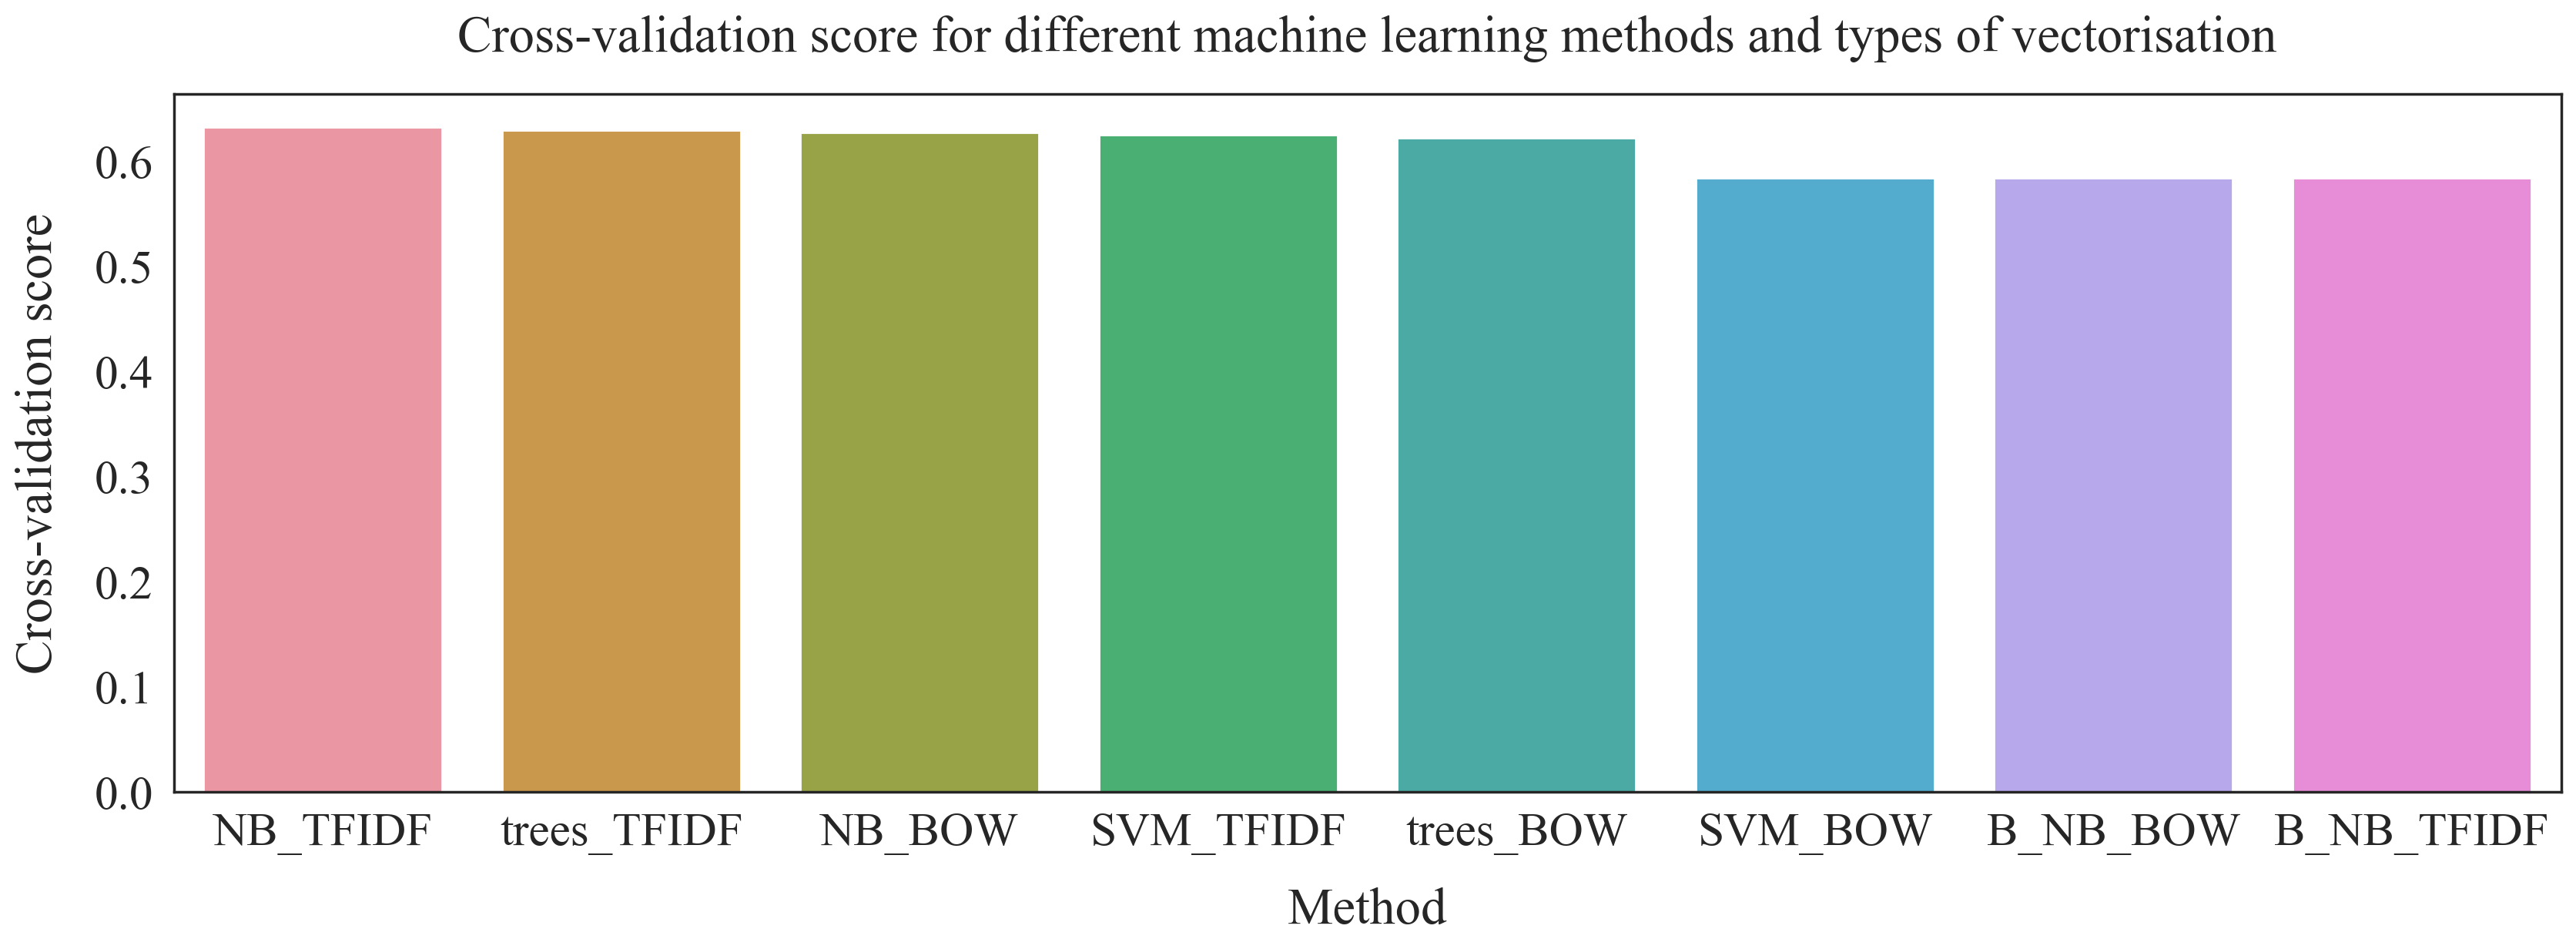 Cross-validation score for different machine learning methods and types of vectorisation
Cross-validation score
0.6
0.5
0.4
0.3
0.2
0.1
0.0
NB_TFIDF trees_TFIDF NB_BOW SVM_TFIDF trees_BOW SVM_BOW B_NB_BOW B_NB_TFIDF
Method